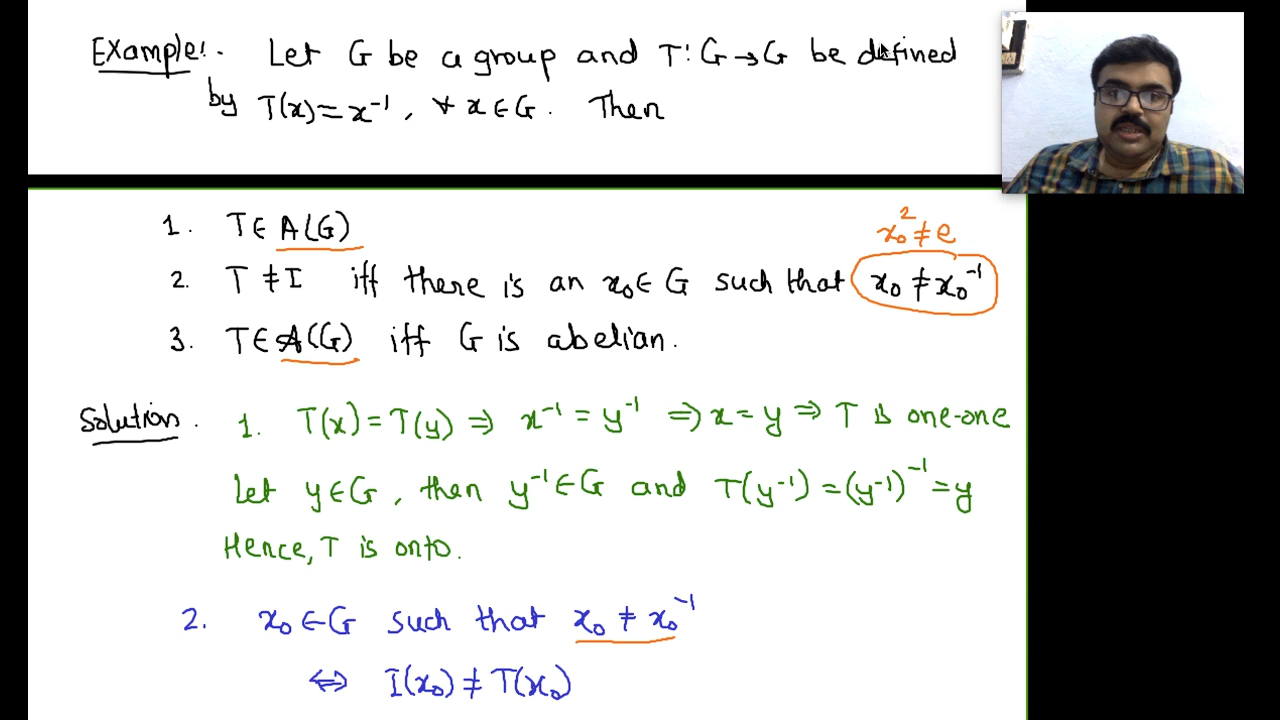 Example:- Let G be a group and T: G → G be defined
by T(x) = x⁻¹, ∀ x ∈ G. Then
x₀² ≠ e
1. T ∈ A(G)
2. T ≠ I iff there is an x₀ ∈ G such that x₀ ≠ x₀⁻¹
3. T ∈ 𝒜(G) iff G is abelian.
Solution. 1. T(x) = T(y) ⇒ x⁻¹ = y⁻¹ ⇒ x = y ⇒ T is one-one
Let y ∈ G, then y⁻¹ ∈ G and T(y⁻¹) = (y⁻¹)⁻¹ = y
Hence, T is onto.
2. x₀ ∈ G such that x₀ ≠ x₀⁻¹
⇔ I(x₀) ≠ T(x₀)